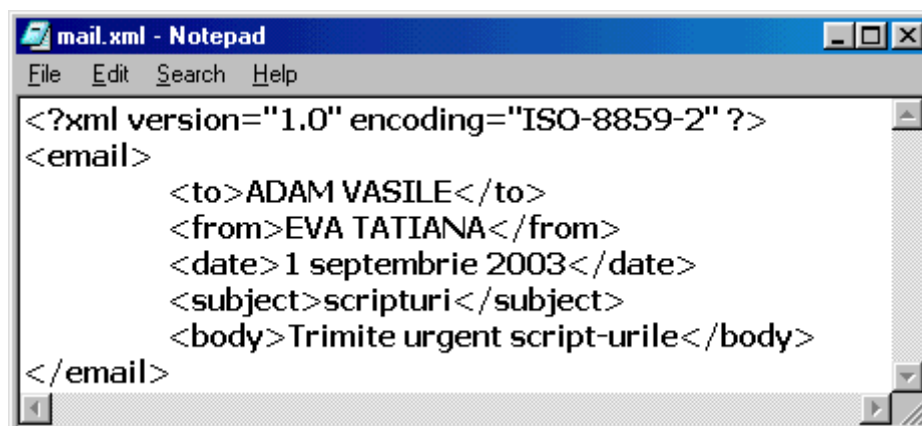 mail.xml - Notepad
File Edit Search Help
<?xml version="1.0" encoding="ISO-8859-2" ?>
<email>
<to>ADAM VASILE</to>
<from>EVA TATIANA</from>
<date>1 septembrie 2003</date>
<subject>scripturi</subject>
<body>Trimite urgent script-urile</body>
</email>